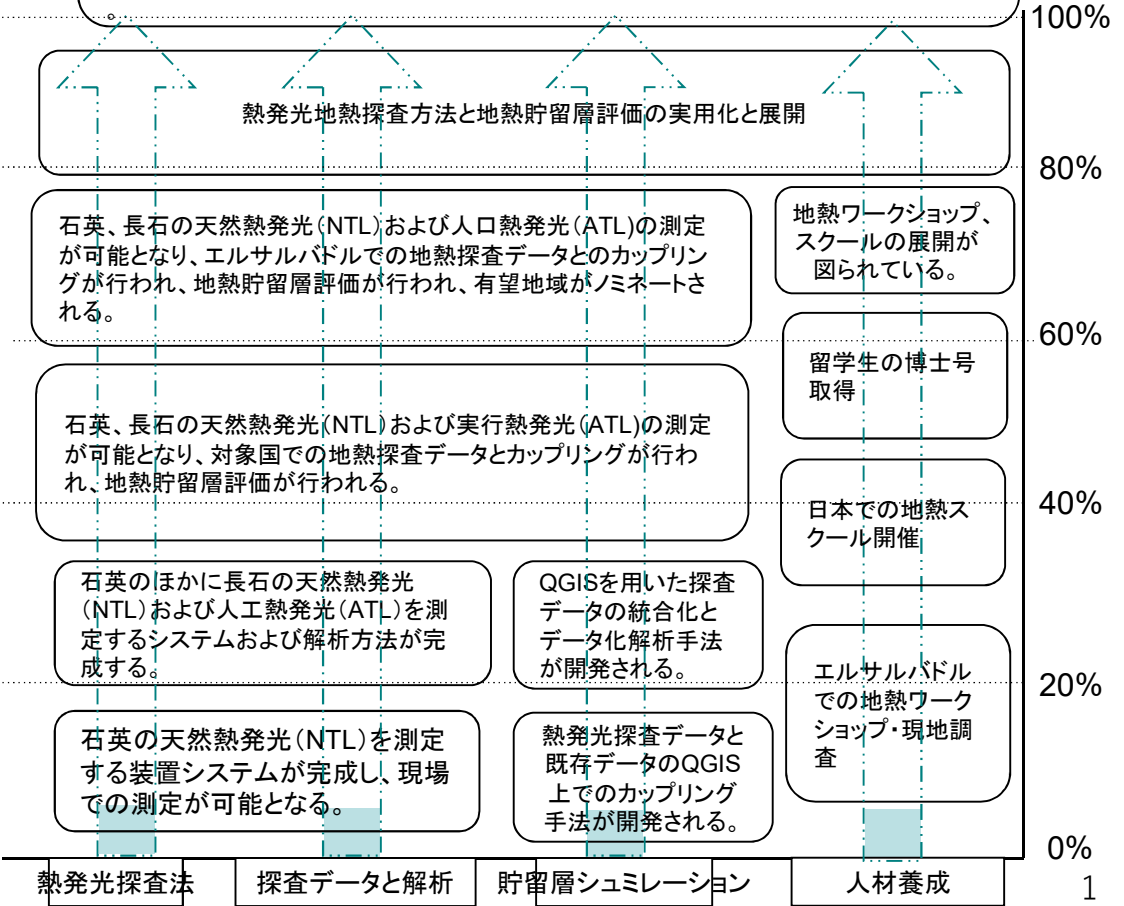 。
100%
熱発光地熱探査方法と地熱貯留層評価の実用化と展開
80%
石英、長石の天然熱発光(NTL)および人口熱発光(ATL)の測定
が可能となり、エルサルバドルでの地熱探査データとのカップリン
グが行われ、地熱貯留層評価が行われ、有望地域がノミネートさ
れる。
地熱ワークショップ、
スクールの展開が
図られている。
60%
留学生の博士号
取得
石英、長石の天然熱発光(NTL)および実行熱発光(ATL)の測定
が可能となり、対象国での地熱探査データとカップリングが行わ
れ、地熱貯留層評価が行われる。
40%
日本での地熱ス
クール開催
石英のほかに長石の天然熱発光
(NTL)および人工熱発光(ATL)を測
定するシステムおよび解析方法が完
成する。
QGISを用いた探査
データの統合化と
データ化解析手法
が開発される。
エルサルバドル
での地熱ワーク
ショップ・現地調
査
20%
石英の天然熱発光(NTL)を測定
する装置システムが完成し、現場
での測定が可能となる。
熱発光探査データと
既存データのQGIS
上でのカップリング
手法が開発される。
0%
熱発光探査法
探査データと解析
貯留層シュミレーション
人材養成
1